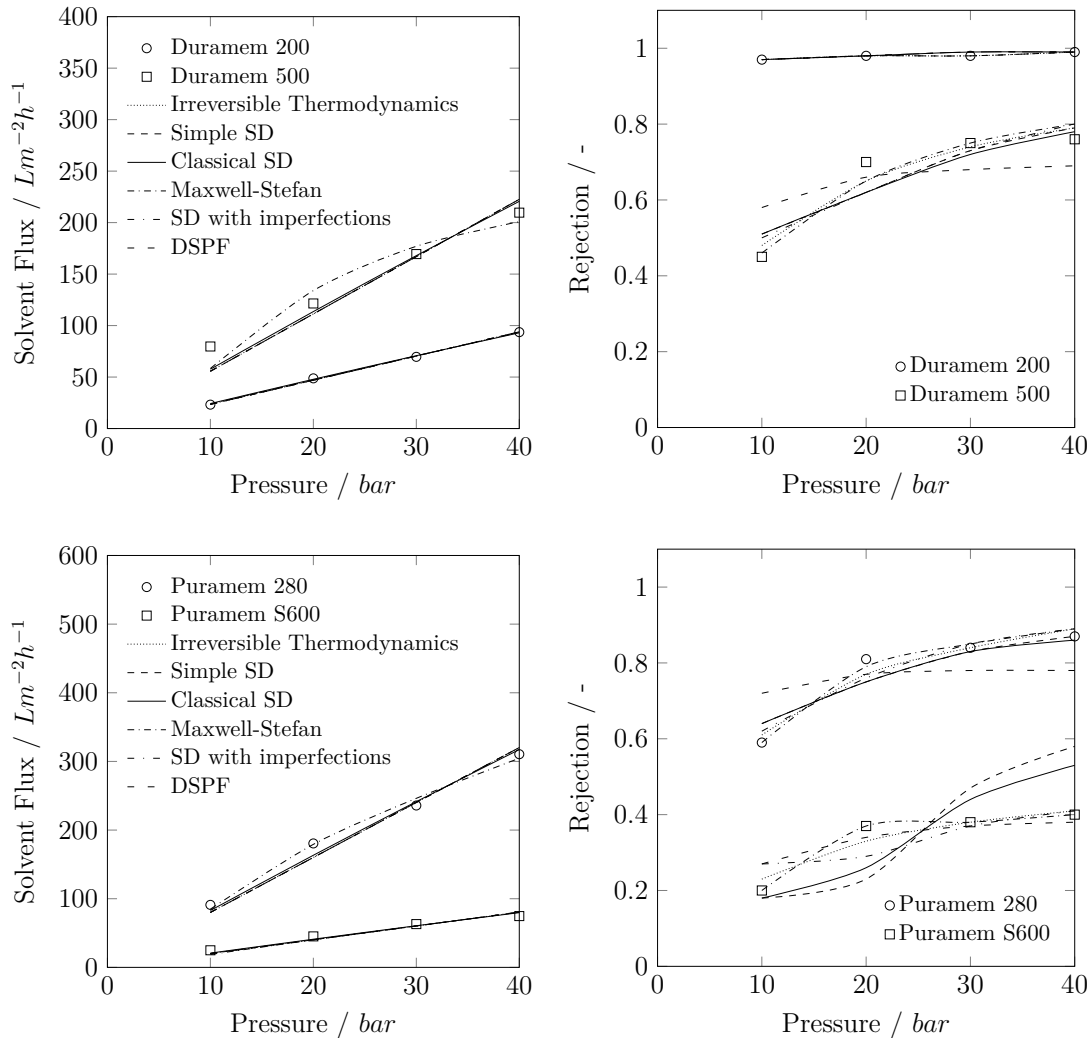 400
350
300
250
200
150
100
50
0
Solvent Flux / Lm⁻²h⁻¹
Duramem 200
Duramem 500
Irreversible Thermodynamics
Simple SD
Classical SD
Maxwell-Stefan
SD with imperfections
DSPF
0 10 20 30 40
Pressure / bar
1
0.8
0.6
0.4
0.2
0
Rejection / -
Duramem 200
Duramem 500
0 10 20 30 40
Pressure / bar
600
500
400
300
200
100
0
Solvent Flux / Lm⁻²h⁻¹
Puramem 280
Puramem S600
Irreversible Thermodynamics
Simple SD
Classical SD
Maxwell-Stefan
SD with imperfections
DSPF
0 10 20 30 40
Pressure / bar
1
0.8
0.6
0.4
0.2
0
Rejection / -
Puramem 280
Puramem S600
0 10 20 30 40
Pressure / bar